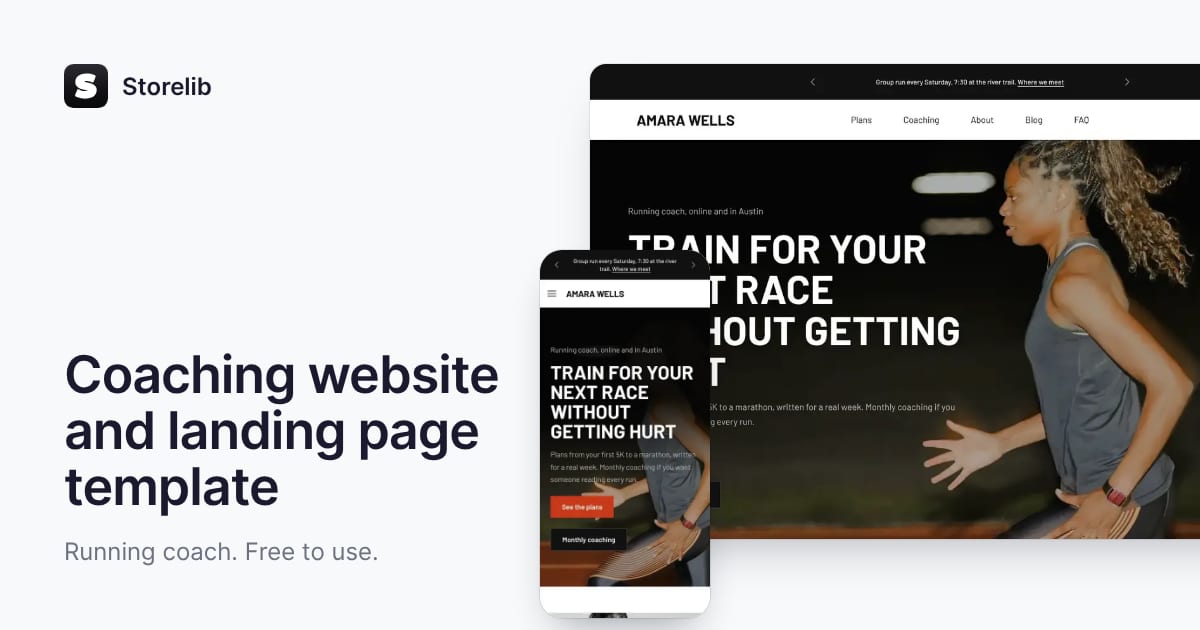 Storelib
Coaching website
and landing page
template
Running coach. Free to use.
Group run every Saturday, 7:30 at the river trail. Where we meet
AMARA WELLS
Plans
Coaching
About
Blog
FAQ
Running coach, online and in Austin
TRAIN FOR YOUR
T RACE
HOUT GETTING
T
5K to a marathon, written for a real week. Monthly coaching if you
g every run.
Group run every Saturday, 7:30 at the river
trail. Where we meet
AMARA WELLS
Running coach, online and in Austin
TRAIN FOR YOUR
NEXT RACE
WITHOUT
GETTING HURT
Plans from your first 5K to a marathon, written
for a real week. Monthly coaching if you want
someone reading every run.
See the plans
Monthly coaching